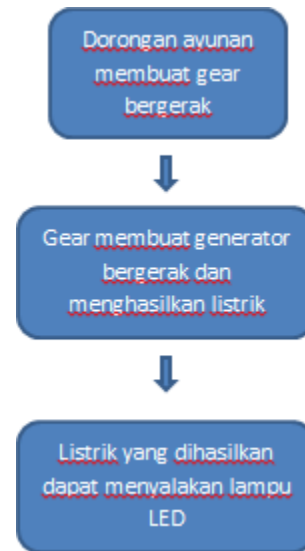 Dorongan ayunan
membuat gear
bergerak
Gear membuat generator
bergerak dan
menghasilkan listrik
Listrik yang dihasilkan
dapat menyalakan lampu
LED